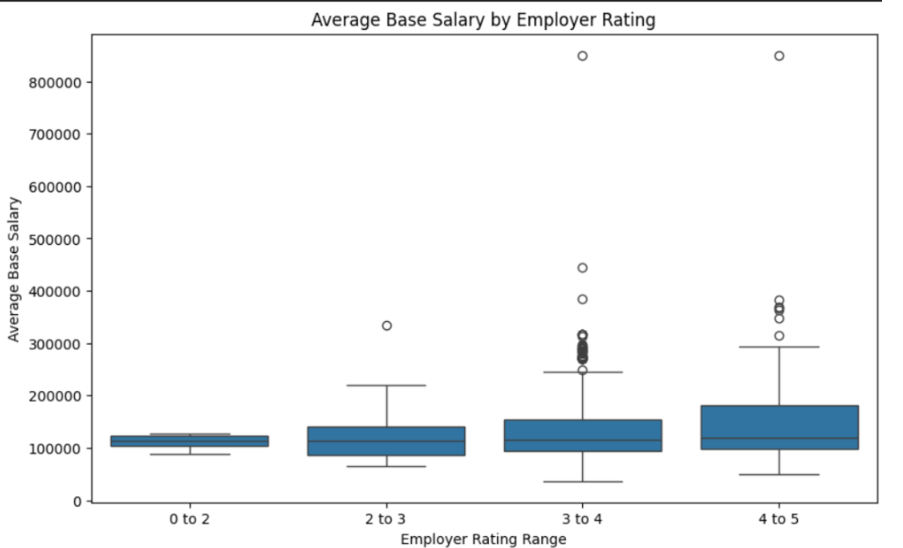 Average Base Salary by Employer Rating
800000
700000
600000
500000
400000
300000
200000
100000
0
Average Base Salary
0 to 2 2 to 3 3 to 4 4 to 5
Employer Rating Range